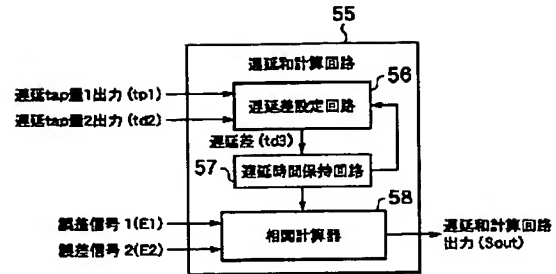 55
遅延和計算回路
56
遅延tap量1出力(tp1)
遅延差設定回路
遅延tap量2出力(td2)
遅延差(td3)
57
遅延時間保持回路
58
誤差信号 1(E1)
相関計算器
遅延和計算回路
出力(Sout)
誤差信号 2(E2)